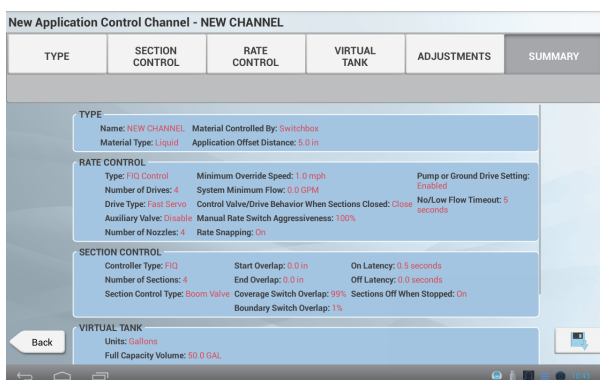 New Application Control Channel - NEW CHANNEL
TYPE
SECTION CONTROL
RATE CONTROL
VIRTUAL TANK
ADJUSTMENTS
SUMMARY
TYPE
Name: NEW CHANNEL Material Controlled By: Switchbox
Material Type: Liquid Application Offset Distance: 5.0 in
RATE CONTROL
Type: FIQ Control Minimum Override Speed: 1.0 mph Pump or Ground Drive Setting:
Enabled
Number of Drives: 4 System Minimum Flow: 0.0 GPM
Drive Type: Fast Servo Control Valve/Drive Behavior When Sections Closed: Close No/Low Flow Timeout: 5
seconds
Auxiliary Valve: Disable Manual Rate Switch Aggressiveness: 100%
Number of Nozzles: 4 Rate Snapping: On
SECTION CONTROL
Controller Type: FIQ Start Overlap: 0.0 in On Latency: 0.5 seconds
Number of Sections: 4 End Overlap: 0.0 in Off Latency: 0.0 seconds
Section Control Type: Boom Valve Coverage Switch Overlap: 99% Sections Off When Stopped: On
Boundary Switch Overlap: 1%
VIRTUAL TANK
Units: Gallons
Full Capacity Volume: 50.0 GAL
Back